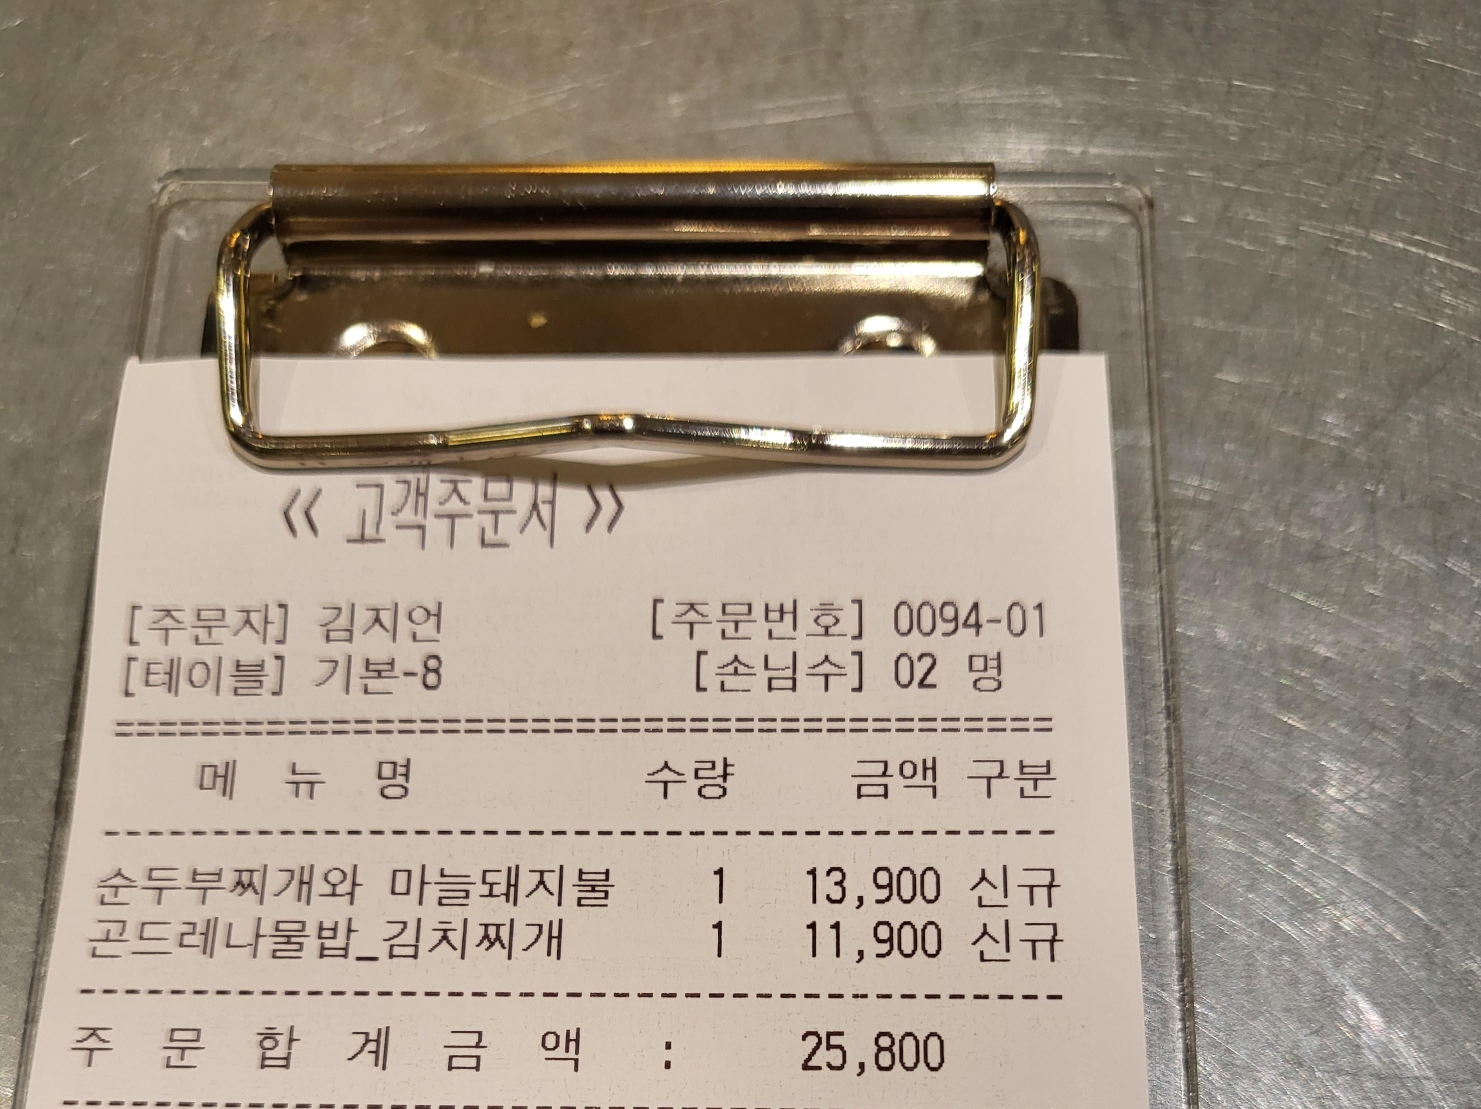 << 고객주문서 >>
[주문자] 김지언 [주문번호] 0094-01
[테이블] 기본-8 [손님수] 02 명
메 뉴 명 수량 금액 구분
순두부찌개와 마늘돼지불 1 13,900 신규
곤드레나물밥_김치찌개 1 11,900 신규
주 문 합 계 금 액 : 25,800